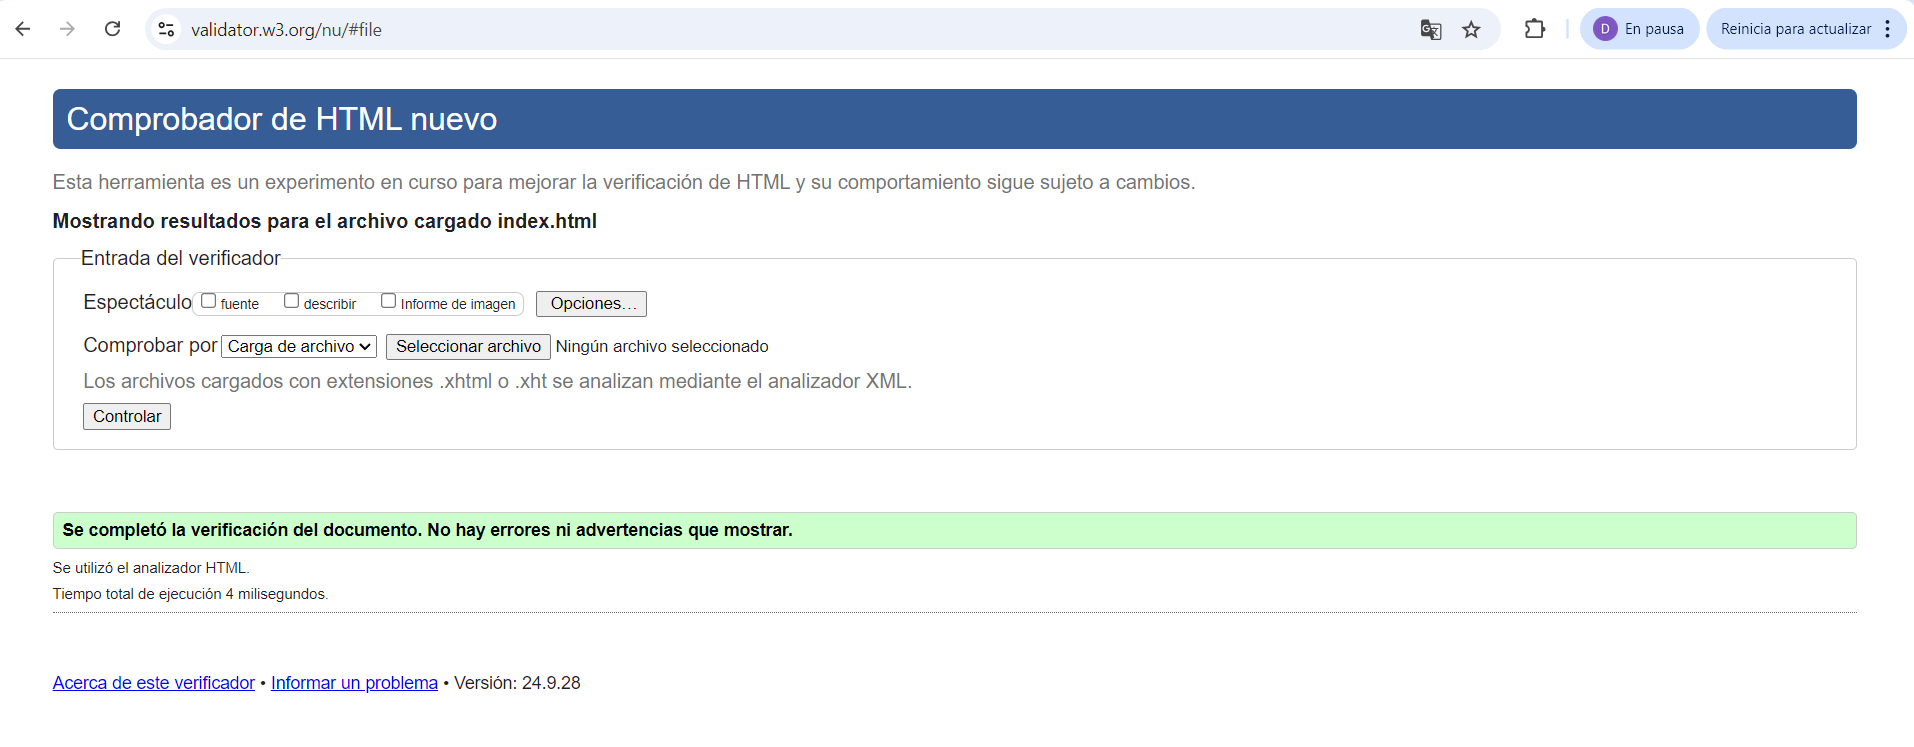 validator.w3.org/nu/#file
D En pausa
Reinicia para actualizar
Comprobador de HTML nuevo
Esta herramienta es un experimento en curso para mejorar la verificación de HTML y su comportamiento sigue sujeto a cambios.
Mostrando resultados para el archivo cargado index.html
Entrada del verificador
Espectáculo fuente describir Informe de imagen Opciones...
Comprobar por Carga de archivo Seleccionar archivo Ningún archivo seleccionado
Los archivos cargados con extensiones .xhtml o .xht se analizan mediante el analizador XML.
Controlar
Se completó la verificación del documento. No hay errores ni advertencias que mostrar.
Se utilizó el analizador HTML.
Tiempo total de ejecución 4 milisegundos.
Acerca de este verificador • Informar un problema • Versión: 24.9.28